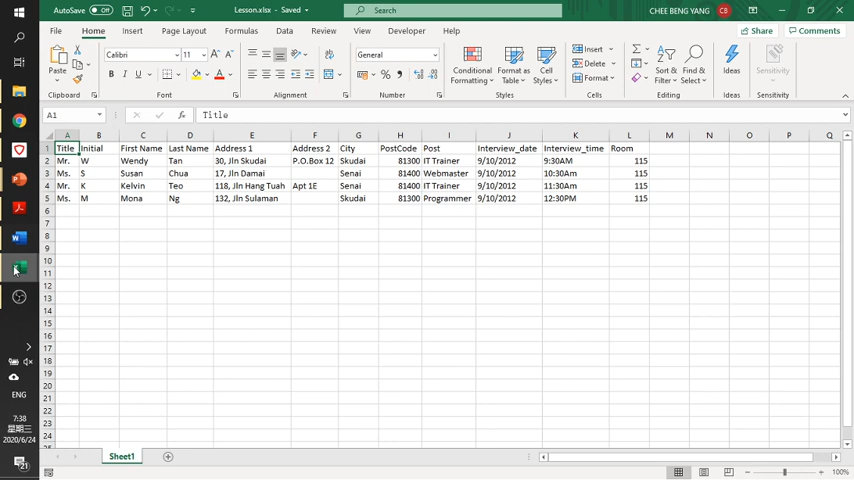 AutoSave Off Lesson.xlsx - Saved Search CHEE BENG YANG CB
File Home Insert Page Layout Formulas Data Review View Developer Help Share Comments
Calibri 11 General Insert
Paste Conditional Formatting Format as Table Cell Styles Delete Sort & Filter Find & Select Ideas Sensitivity
Format
Clipboard Font Alignment Number Styles Cells Editing Ideas Sensitivity
A1 fx Title
A B C D E F G H I J K L M N O P Q
1 Title Initial First Name Last Name Address 1 Address 2 City PostCode Post Interview_date Interview_time Room
2 Mr. W Wendy Tan 30, Jln Skudai P.O.Box 12 Skudai 81300 IT Trainer 9/10/2012 9:30AM 115
3 Ms. S Susan Chua 17, Jln Damai Senai 81400 Webmaster 9/10/2012 10:30Am 115
4 Mr. K Kelvin Teo 118, Jln Hang Tuah Apt 1E Senai 81400 IT Trainer 9/10/2012 11:30Am 115
5 Ms. M Mona Ng 132, Jln Sulaman Skudai 81300 Programmer 9/10/2012 12:30PM 115
6
7
8
9
10
11
12
13
14
15
16
17
18
19
20
21
22
23
24
ENG
7:38
星期三
2020/6/24
21
Sheet1
100%